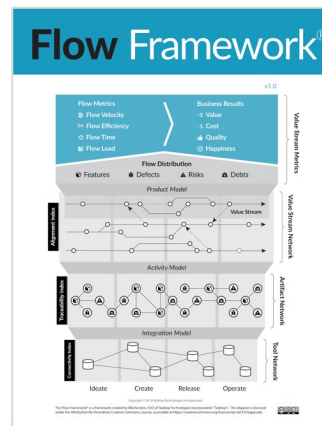 Flow Framework®
v1.0
Flow Metrics
Flow Velocity
Flow Efficiency
Flow Time
Flow Load
Business Results
Value
Cost
Quality
Happiness
Flow Distribution
Features
Defects
Risks
Debts
Value Stream Metrics
Product Model
Alignment Index
Value Stream
Value Stream Network
Activity Model
Traceability Index
Artifact Network
Integration Model
Connectivity Index
Tool Network
Ideate
Create
Release
Operate